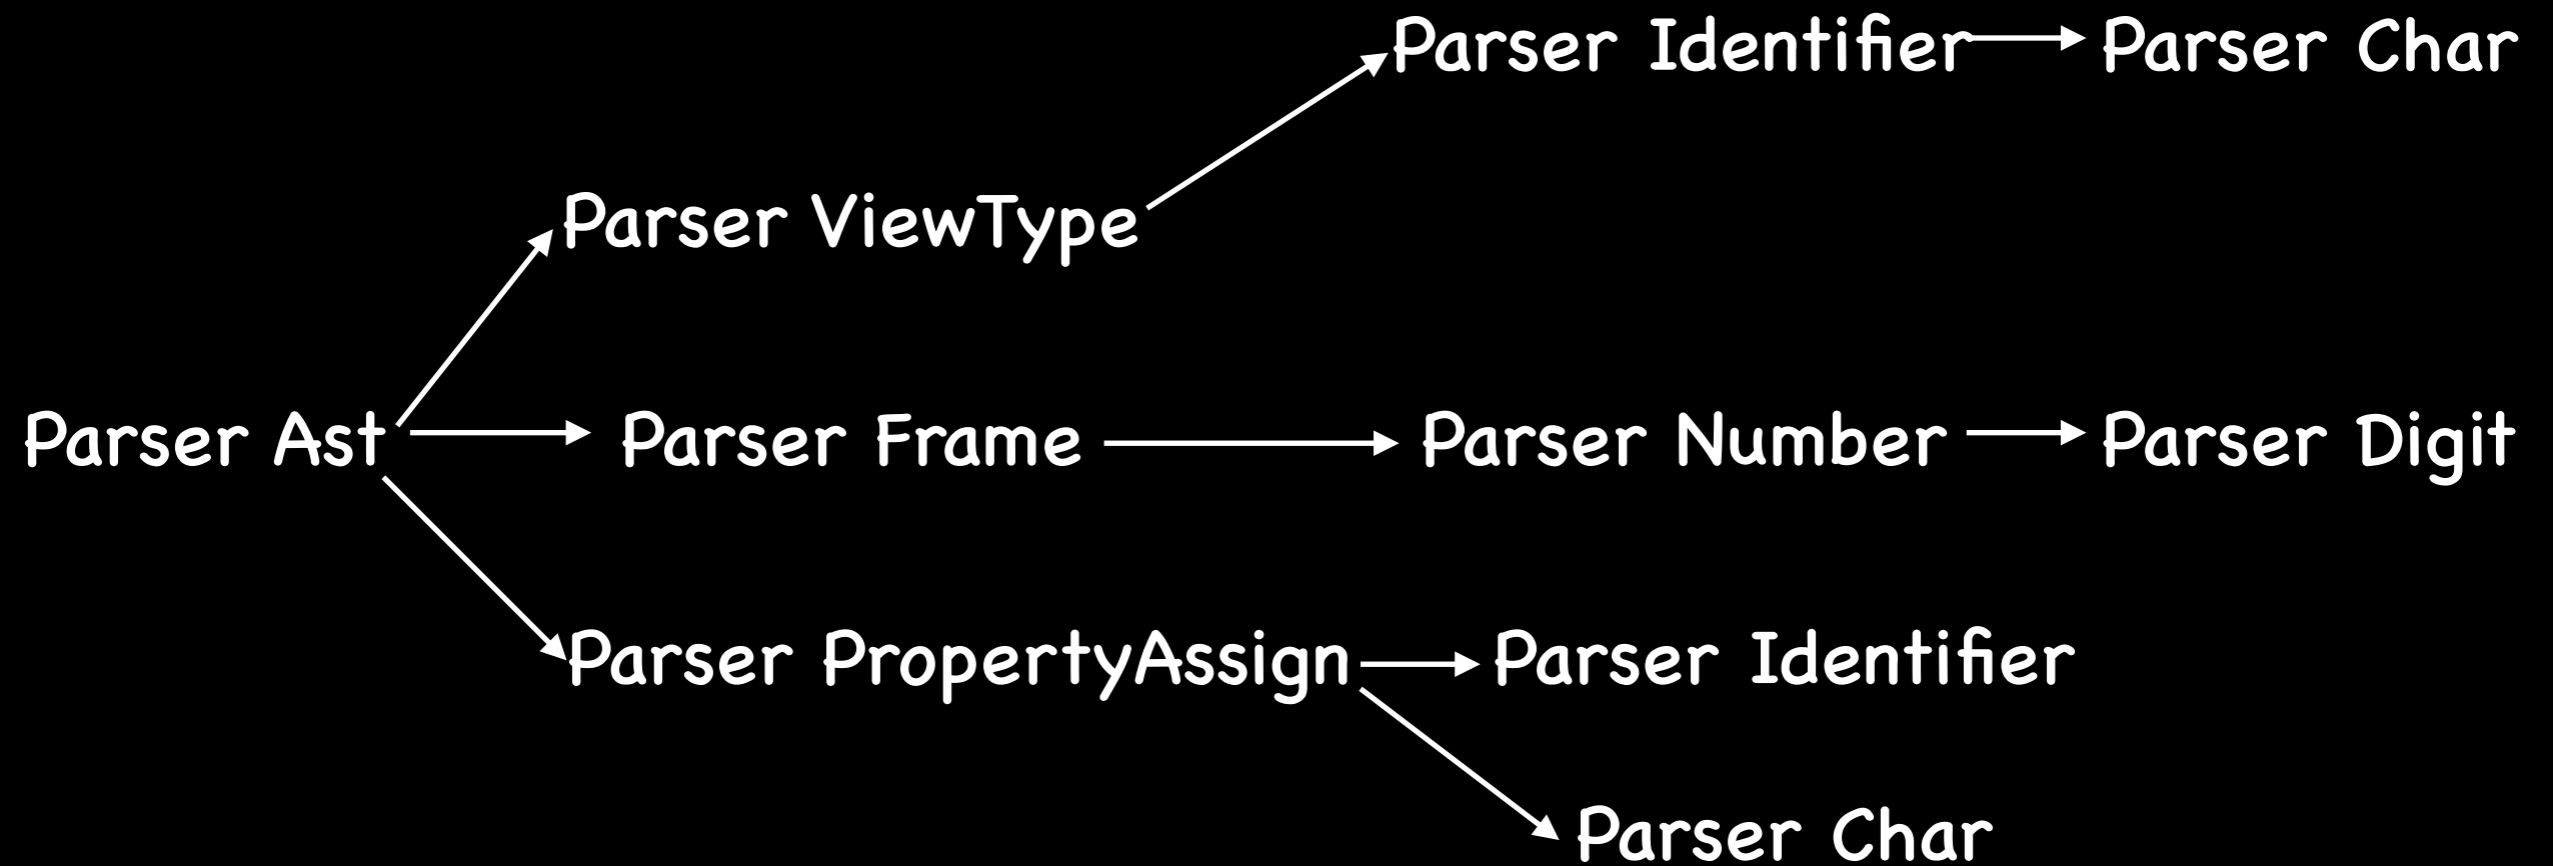 Parser Identifier
Parser Char
Parser ViewType
Parser Ast
Parser Frame
Parser Number
Parser Digit
Parser PropertyAssign
Parser Identifier
Parser Char